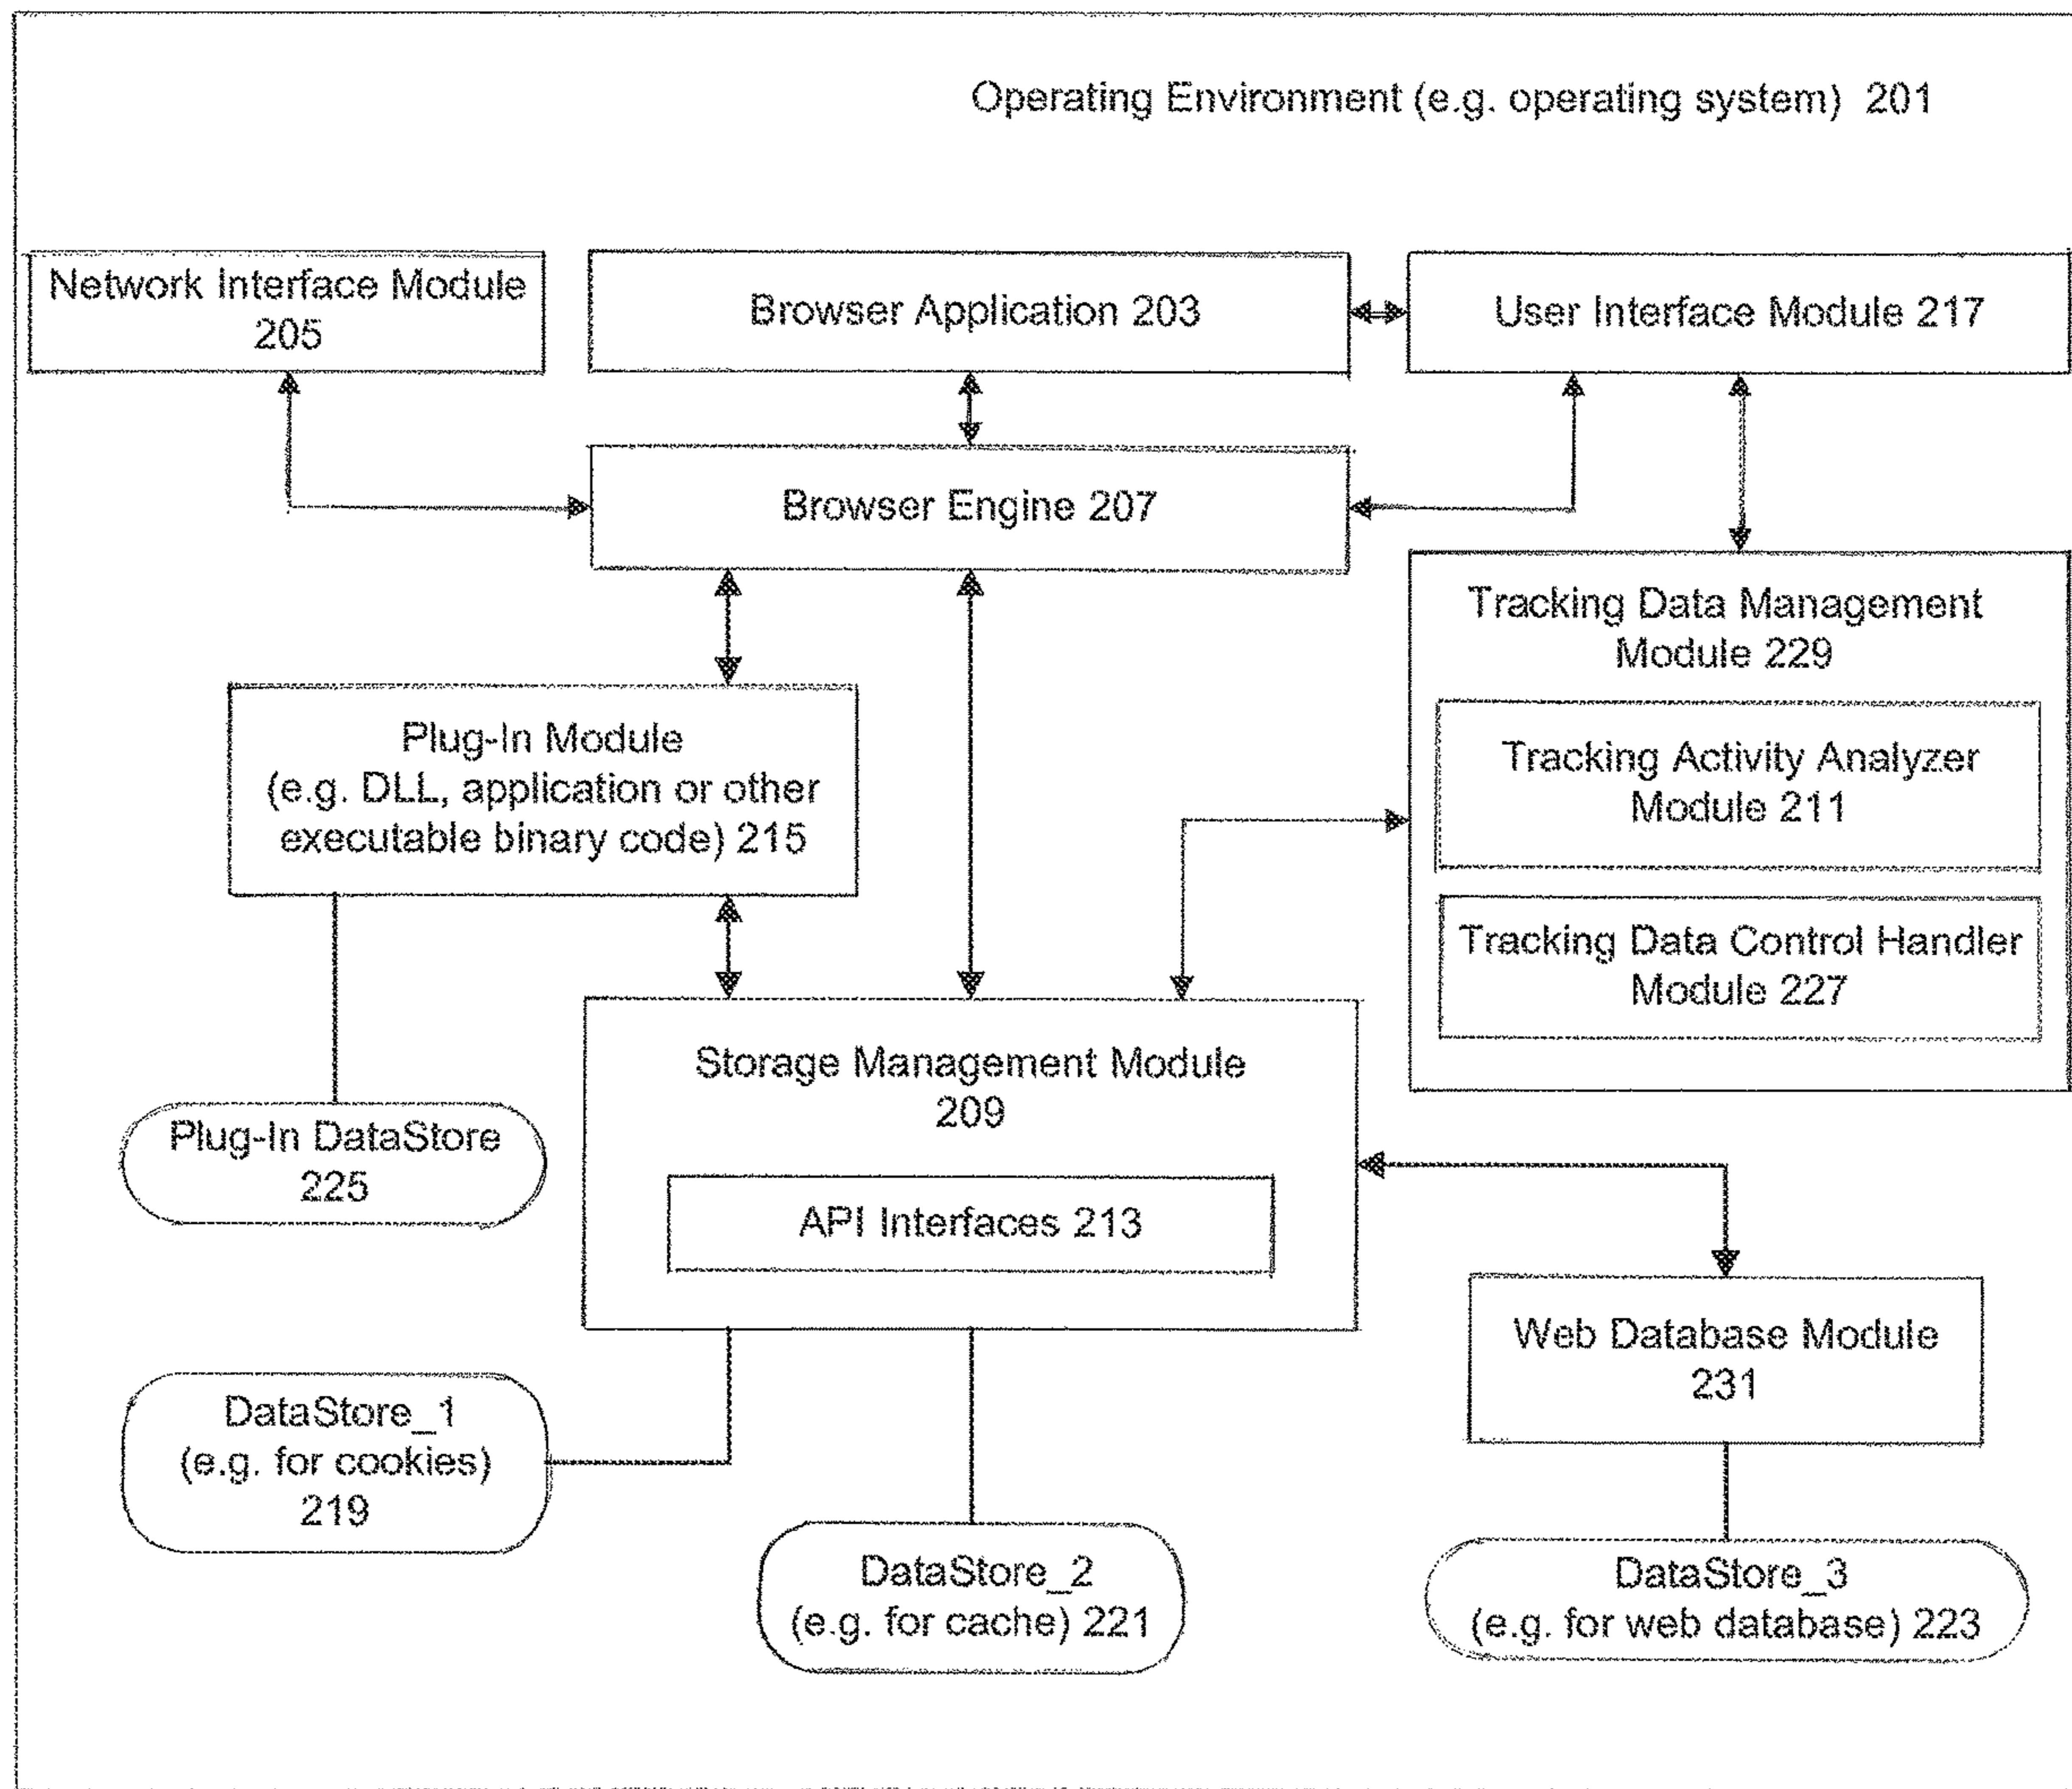 Operating Environment (e.g. operating system) 201
Network Interface Module
205
Browser Application 203
User Interface Module 217
Browser Engine 207
Tracking Data Management
Module 229
Tracking Activity Analyzer
Module 211
Tracking Data Control Handler
Module 227
Plug-In Module
(e.g. DLL, application or other
executable binary code) 215
Storage Management Module
209
API Interfaces 213
Plug-In DataStore
225
Web Database Module
231
DataStore_1
(e.g. for cookies)
219
DataStore_2
(e.g. for cache) 221
DataStore_3
(e.g. for web database) 223